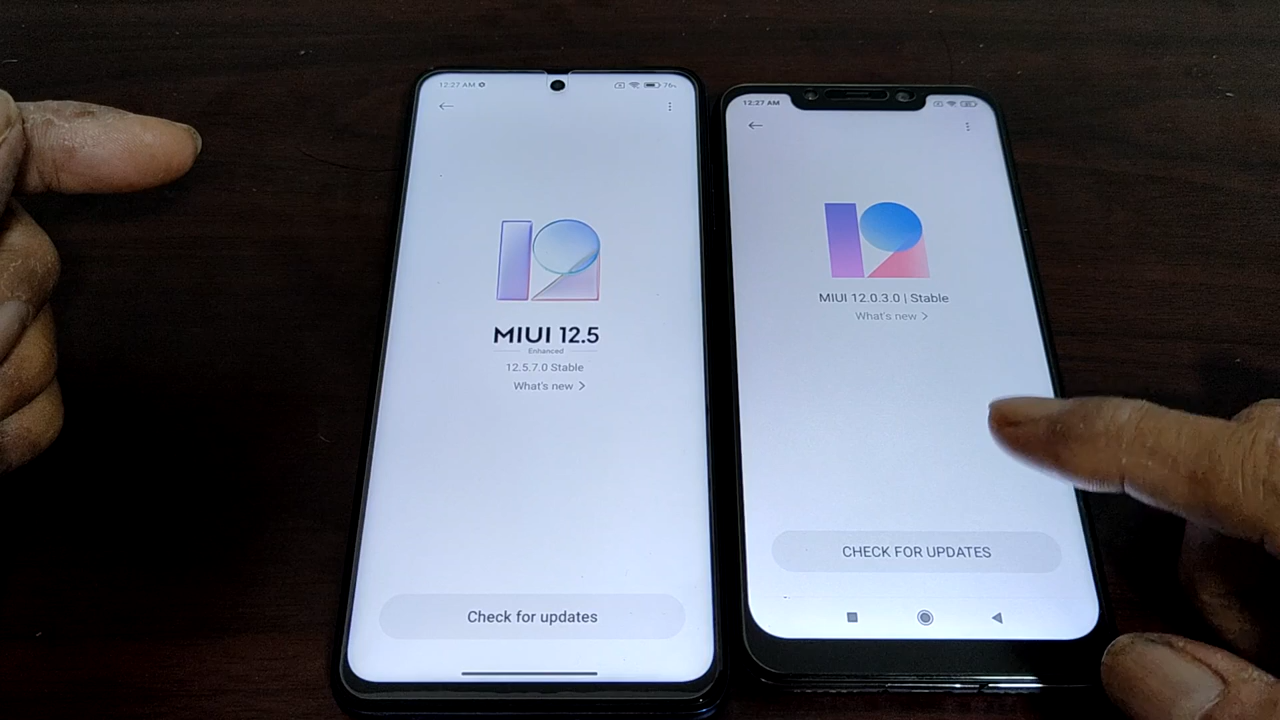 12:27 AM
76%
MIUI 12.5
Enhanced
12.5.7.0 Stable
What's new >
Check for updates
12:27 AM
MIUI 12.0.3.0 | Stable
What's new >
CHECK FOR UPDATES